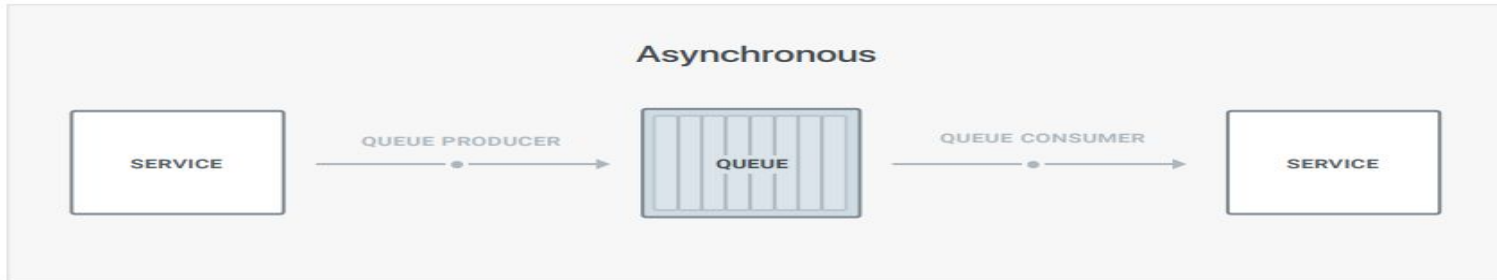 Asynchronous
SERVICE
QUEUE PRODUCER
QUEUE
QUEUE CONSUMER
SERVICE